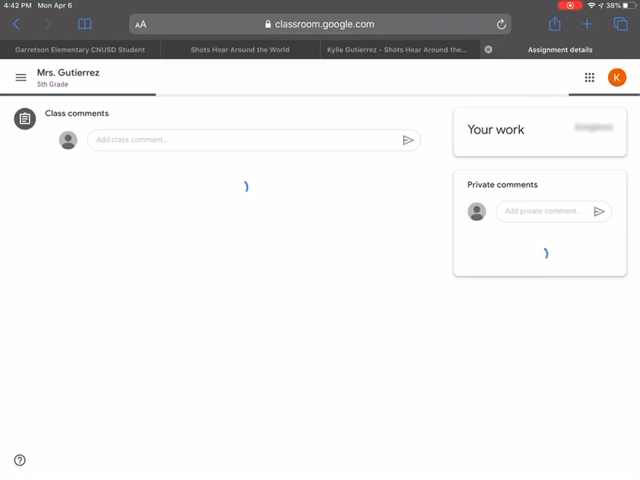 4:42 PM Mon Apr 6
38%
AA
classroom.google.com
Garretson Elementary CNUSD Student
Shots Hear Around the World
Kylie Gutierrez - Shots Hear Around the...
Assignment details
Mrs. Gutierrez
5th Grade
K
Class comments
Add class comment..
Your work
Private comments
Add private comment..